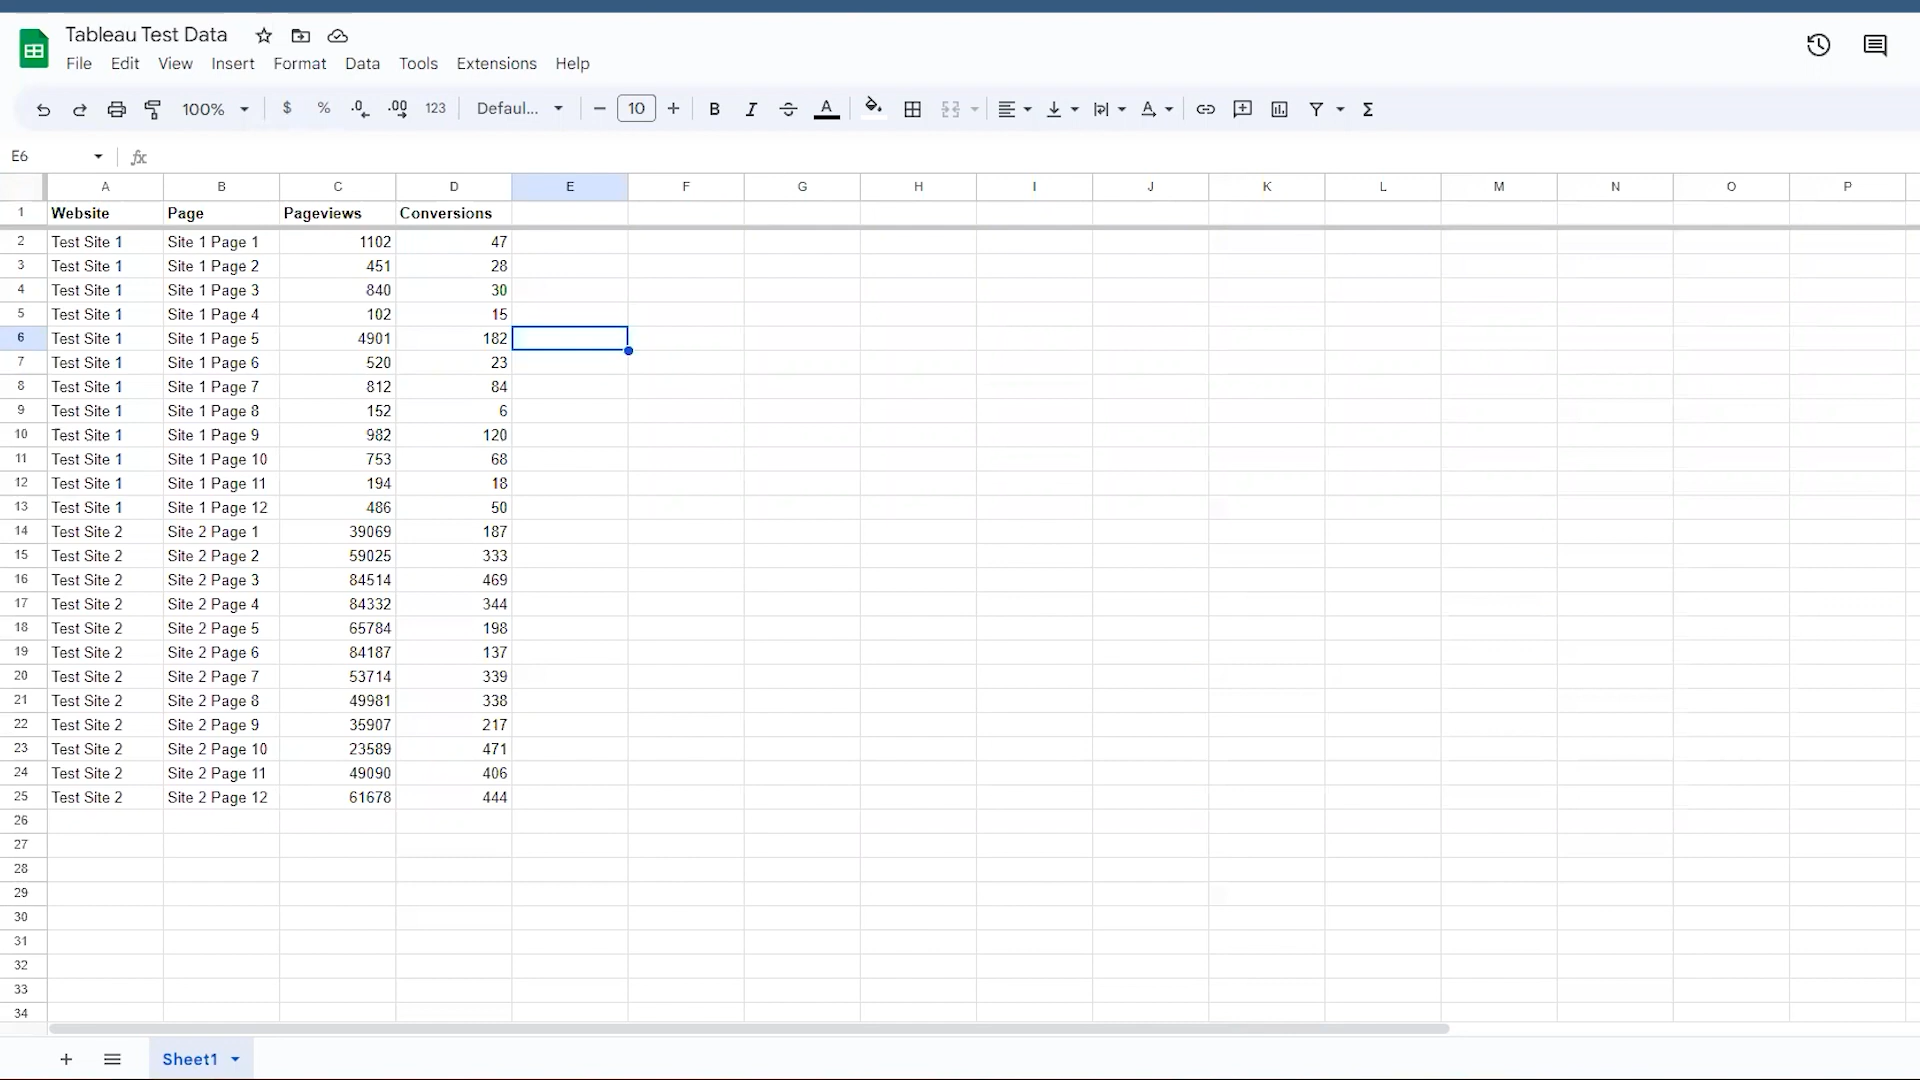 Tableau Test Data
File Edit View Insert Format Data Tools Extensions Help
100% $ % .0 .00 123 Defaul... − 10 + B I S A Σ
E6 fx
A B C D E F G H I J K L M N O P
1 Website Page Pageviews Conversions
2 Test Site 1 Site 1 Page 1 1102 47
3 Test Site 1 Site 1 Page 2 451 28
4 Test Site 1 Site 1 Page 3 840 30
5 Test Site 1 Site 1 Page 4 102 15
6 Test Site 1 Site 1 Page 5 4901 182
7 Test Site 1 Site 1 Page 6 520 23
8 Test Site 1 Site 1 Page 7 812 84
9 Test Site 1 Site 1 Page 8 152 6
10 Test Site 1 Site 1 Page 9 982 120
11 Test Site 1 Site 1 Page 10 753 68
12 Test Site 1 Site 1 Page 11 194 18
13 Test Site 1 Site 1 Page 12 486 50
14 Test Site 2 Site 2 Page 1 39069 187
15 Test Site 2 Site 2 Page 2 59025 333
16 Test Site 2 Site 2 Page 3 84514 469
17 Test Site 2 Site 2 Page 4 84332 344
18 Test Site 2 Site 2 Page 5 65784 198
19 Test Site 2 Site 2 Page 6 84187 137
20 Test Site 2 Site 2 Page 7 53714 339
21 Test Site 2 Site 2 Page 8 49981 338
22 Test Site 2 Site 2 Page 9 35907 217
23 Test Site 2 Site 2 Page 10 23589 471
24 Test Site 2 Site 2 Page 11 49090 406
25 Test Site 2 Site 2 Page 12 61678 444
26
27
28
29
30
31
32
33
34
Sheet1